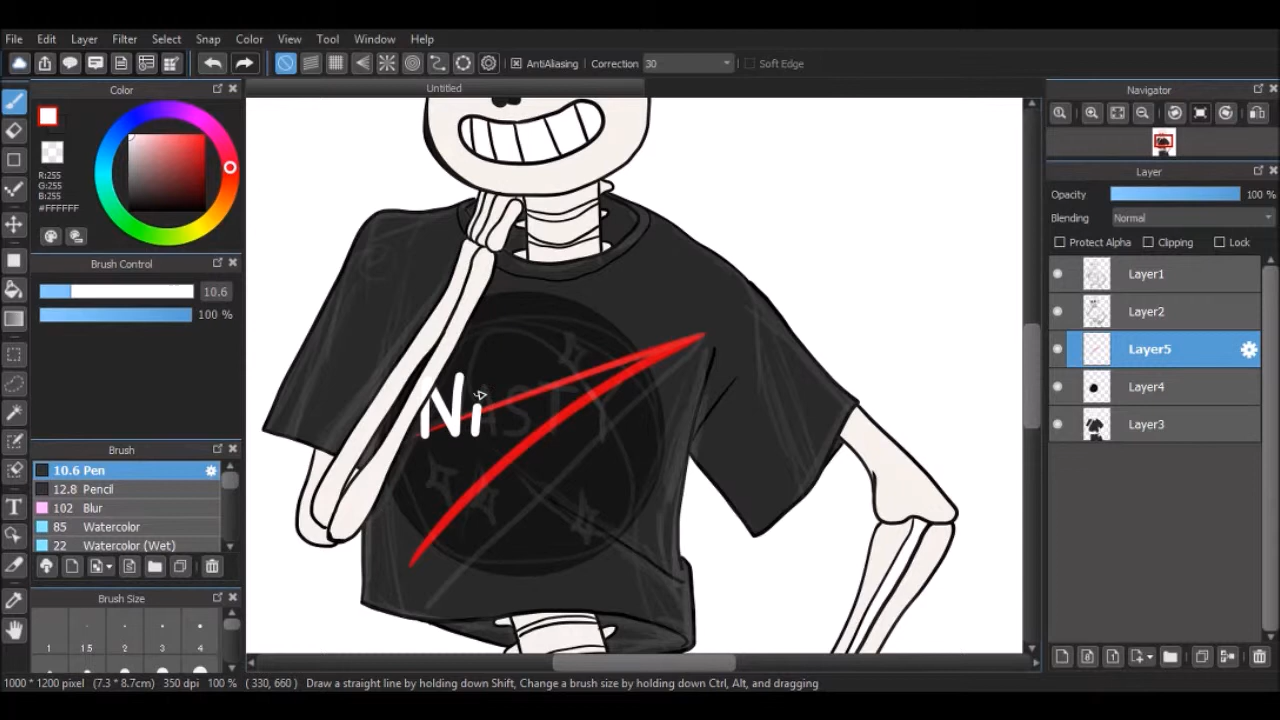 File Edit Layer Filter Select Snap Color View Tool Window Help
AntiAliasing Correction 30 Soft Edge
Color
Untitled
Navigator
R:255
G:255
B:255
#FFFFFF
Brush Control
10.6
100 %
Brush
10.6 Pen
12.8 Pencil
102 Blur
85 Watercolor
22 Watercolor (Wet)
Brush Size
1 1.5 2 3 4
Ni
NASTY
Layer
Opacity 100 %
Blending Normal
Protect Alpha Clipping Lock
Layer1
Layer2
Layer5
Layer4
Layer3
1000 * 1200 pixel (7.3 * 8.7cm) 350 dpi 100 % ( 330, 660 ) Draw a straight line by holding down Shift, Change a brush size by holding down Ctrl, Alt, and dragging